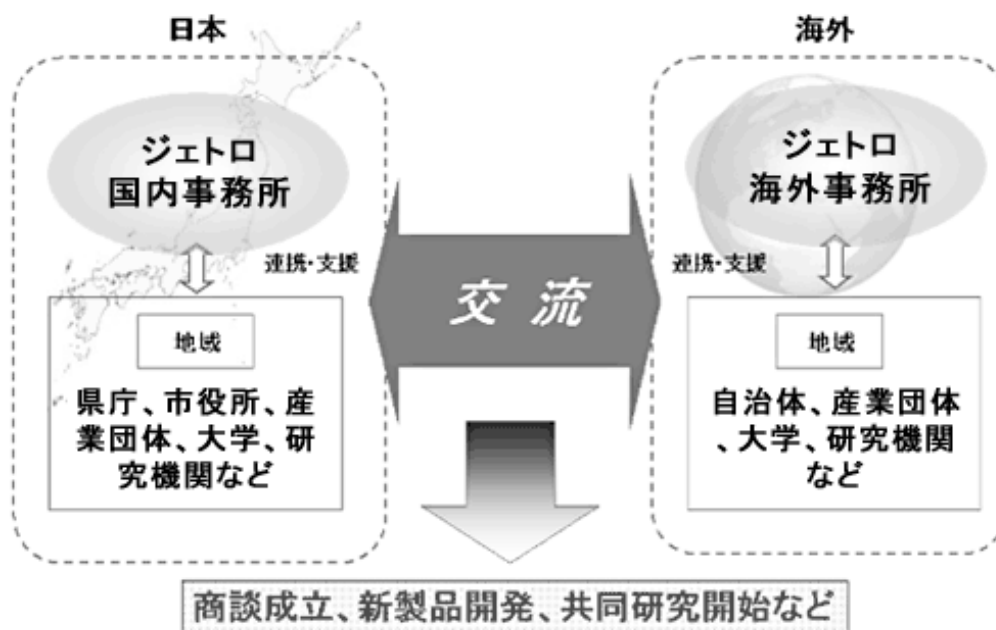 日本
ジェトロ
国内事務所
連携・支援
地域
県庁、市役所、産
業団体、大学、研
究機関など
交流
海外
ジェトロ
海外事務所
連携・支援
地域
自治体、産業団体
、大学、研究機関
など
商談成立、新製品開発、共同研究開始など